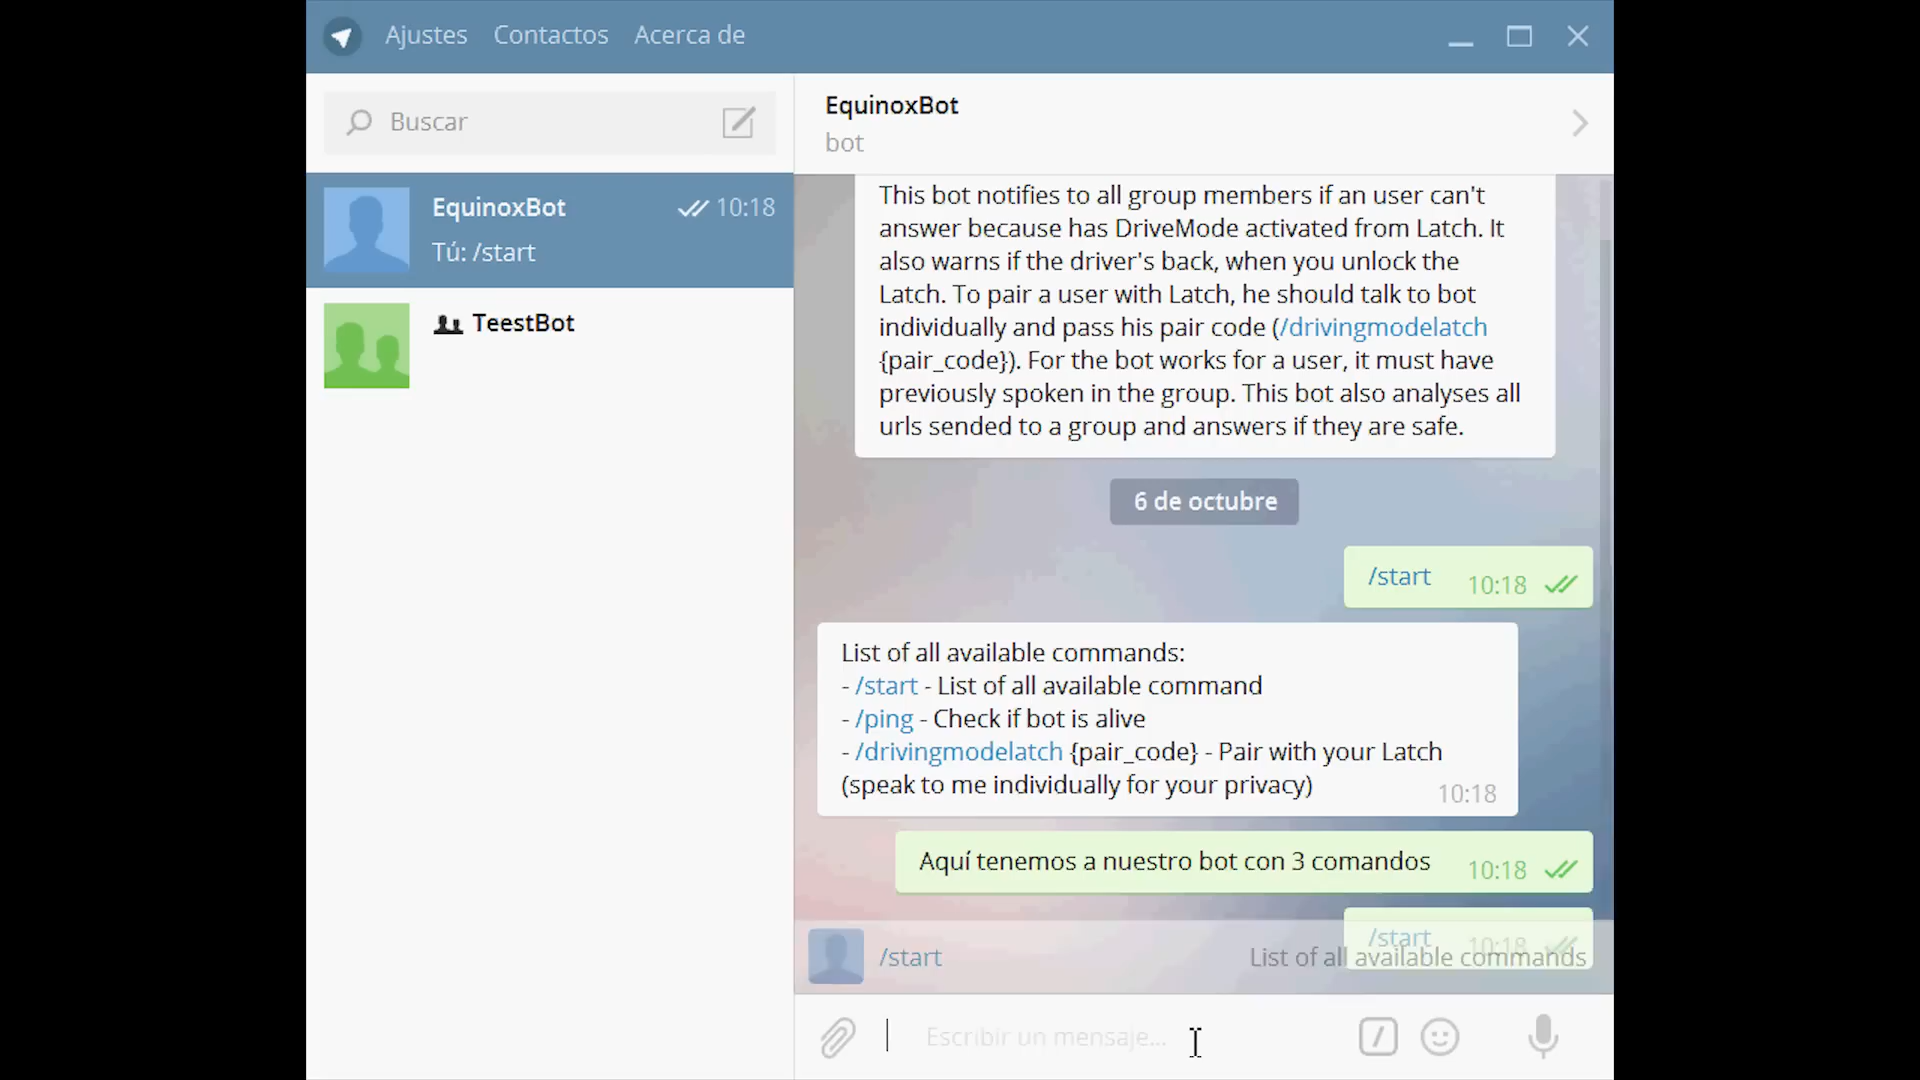 Ajustes Contactos Acerca de
Buscar
EquinoxBot 10:18
Tú: /start
TeestBot
EquinoxBot
bot
This bot notifies to all group members if an user can't
answer because has DriveMode activated from Latch. It
also warns if the driver's back, when you unlock the
Latch. To pair a user with Latch, he should talk to bot
individually and pass his pair code (/drivingmodelatch
{pair_code}). For the bot works for a user, it must have
previously spoken in the group. This bot also analyses all
urls sended to a group and answers if they are safe.
6 de octubre
/start 10:18
List of all available commands:
- /start - List of all available command
- /ping - Check if bot is alive
- /drivingmodelatch {pair_code} - Pair with your Latch
(speak to me individually for your privacy)
10:18
Aquí tenemos a nuestro bot con 3 comandos 10:18
/start 10:18
/start List of all available commands
Escribir un mensaje...